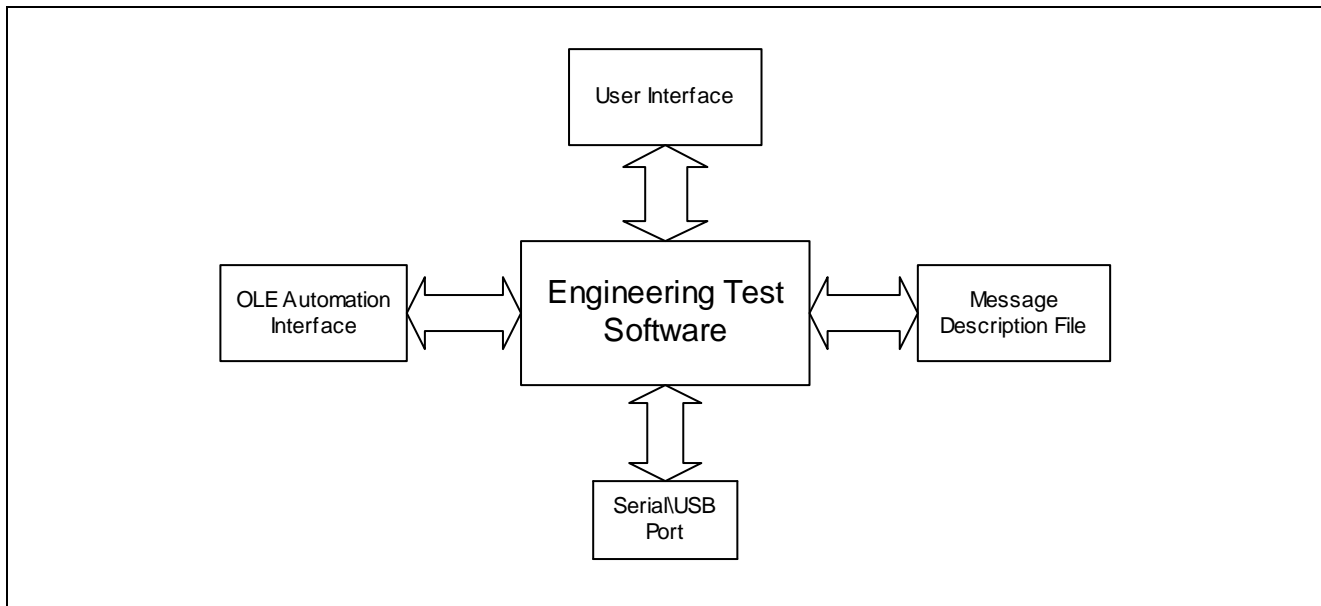 User Interface
OLE Automation
Interface
Engineering Test
Software
Message
Description File
Serial\USB
Port